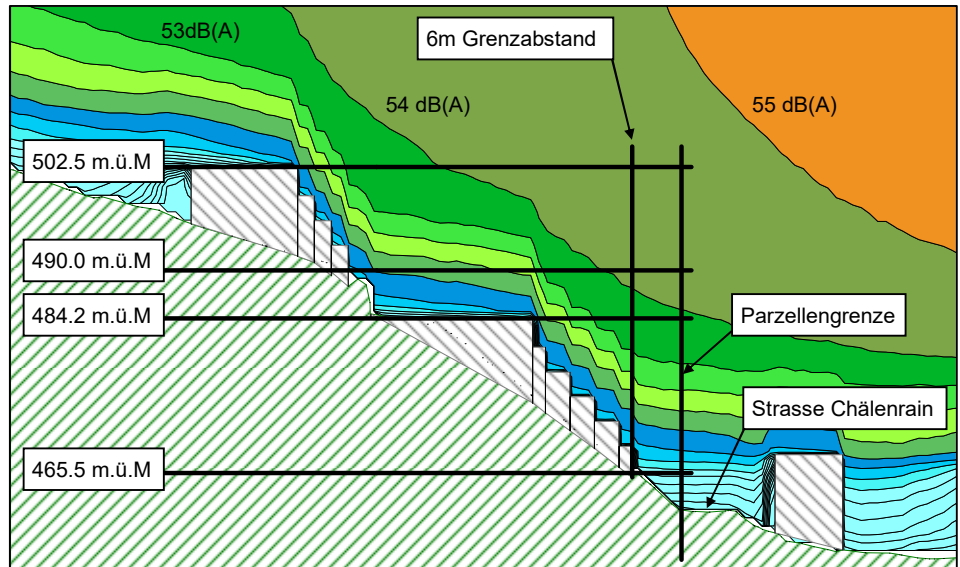 53dB(A)
6m Grenzabstand
54 dB(A)
55 dB(A)
502.5 m.ü.M
490.0 m.ü.M
484.2 m.ü.M
Parzellengrenze
Strasse Chälenrain
465.5 m.ü.M